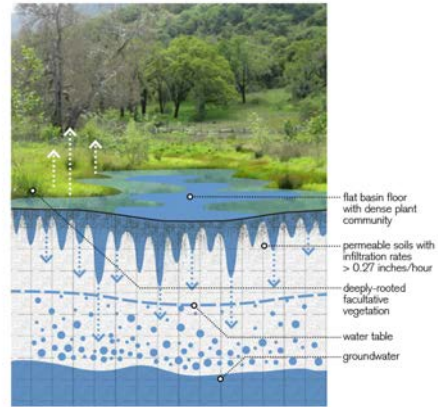 flat basin floor
with dense plant
community
permeable soils with
infiltration rates
> 0.27 inches/hour
deeply-rooted
facultative
vegetation
water table
groundwater